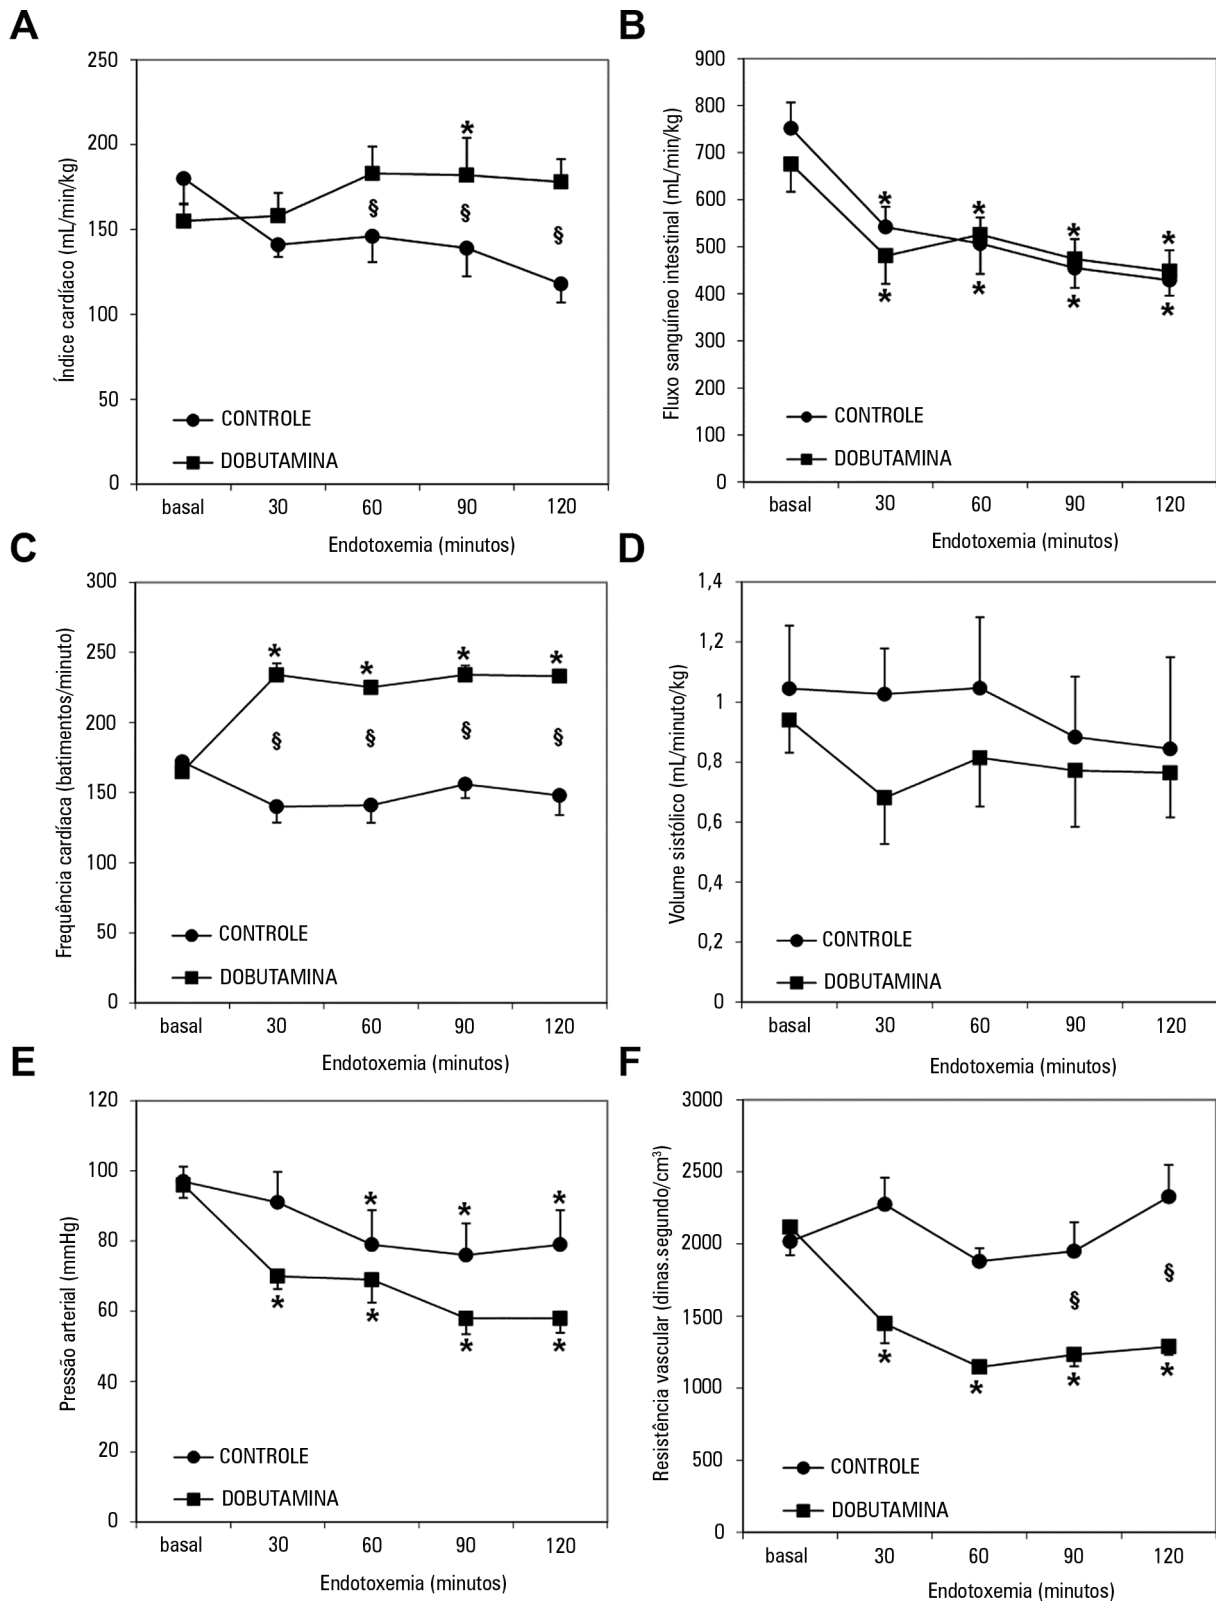 A
Índice cardíaco (mL/min/kg)
250
200
150
100
50
0
*
§
§
§
CONTROLE
DOBUTAMINA
basal 30 60 90 120
Endotoxemia (minutos)
B
Fluxo sanguíneo intestinal (mL/min/kg)
900
800
700
600
500
400
300
200
100
0
* * * *
* * * *
CONTROLE
DOBUTAMINA
basal 30 60 90 120
Endotoxemia (minutos)
C
Frequência cardíaca (batimentos/minuto)
300
250
200
150
100
50
0
* * * *
§ § § §
CONTROLE
DOBUTAMINA
basal 30 60 90 120
Endotoxemia (minutos)
D
Volume sistólico (mL/minuto/kg)
1,4
1,2
1
0,8
0,6
0,4
0,2
0
CONTROLE
DOBUTAMINA
basal 30 60 90 120
Endotoxemia (minutos)
E
Pressão arterial (mmHg)
120
100
80
60
40
20
0
* * *
* * * *
CONTROLE
DOBUTAMINA
basal 30 60 90 120
Endotoxemia (minutos)
F
Resistência vascular (dinas.segundo/cm³)
3000
2500
2000
1500
1000
500
0
§ §
* * * *
CONTROLE
DOBUTAMINA
basal 30 60 90 120
Endotoxemia (minutos)